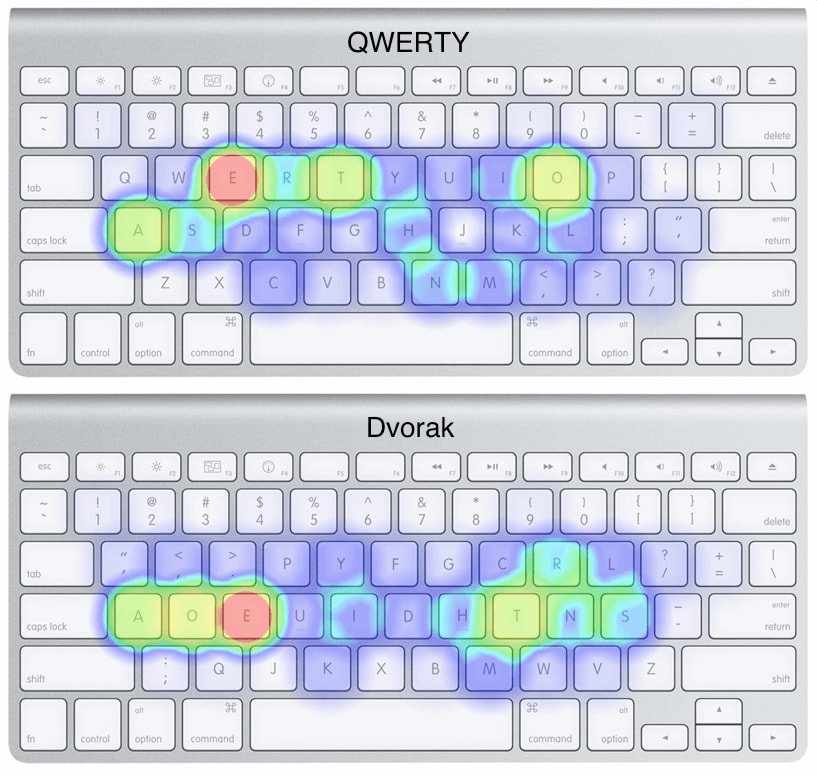 QWERTY
esc F1 F2 F3 F4 F5 F6 F7 F8 F9 F10 F11 F12
~ ! @ # $ % ^ & * ( ) - +
` 1 2 3 4 5 6 7 8 9 0 - = delete
tab Q W E R T Y U I O P { [ } ] | \
caps lock A S D F G H J K L : ; " ' enter return
shift Z X C V B N M < , > . ? / shift
fn control alt option ⌘ command ⌘ command alt option ◄ ▲ ▼ ►
Dvorak
esc F1 F2 F3 F4 F5 F6 F7 F8 F9 F10 F11 F12
~ ! @ # $ % ^ & * ( ) { }
` 1 2 3 4 5 6 7 8 9 0 [ ] delete
tab " ' < , > . P Y F G C R L ? / + = | \
caps lock A O E U I D H T N S - - enter return
shift : ; Q J K X B M W V Z shift
fn control alt option ⌘ command ⌘ command alt option ◄ ▲ ▼ ►